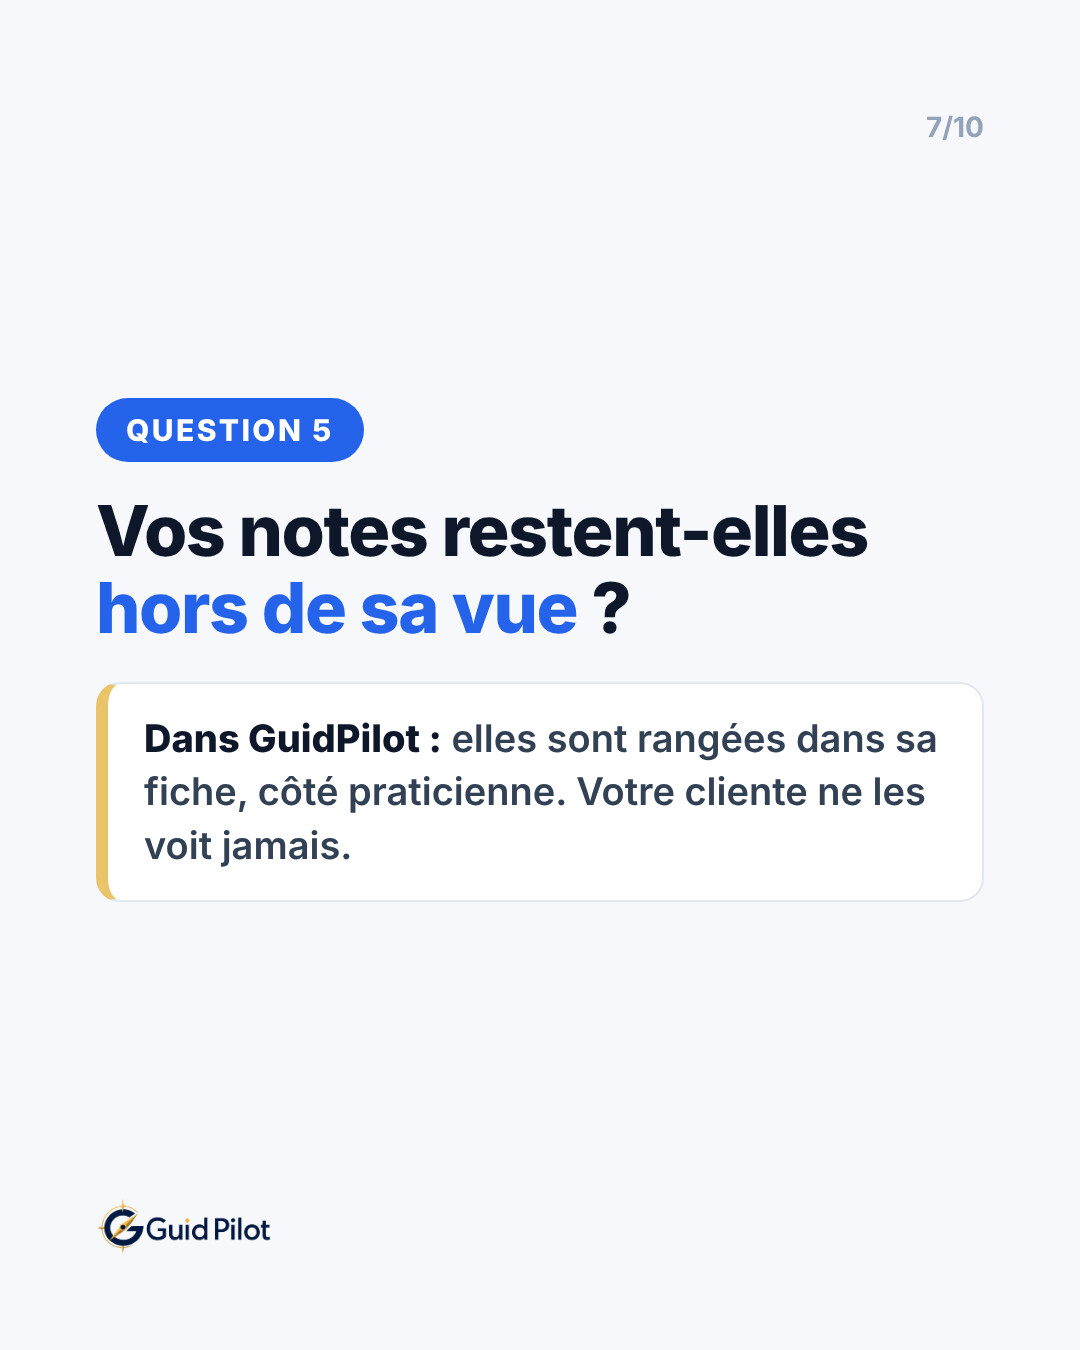 7/10
QUESTION 5
Vos notes restent-elles
hors de sa vue ?
Dans GuidPilot : elles sont rangées dans sa
fiche, côté praticienne. Votre cliente ne les
voit jamais.
Guid Pilot